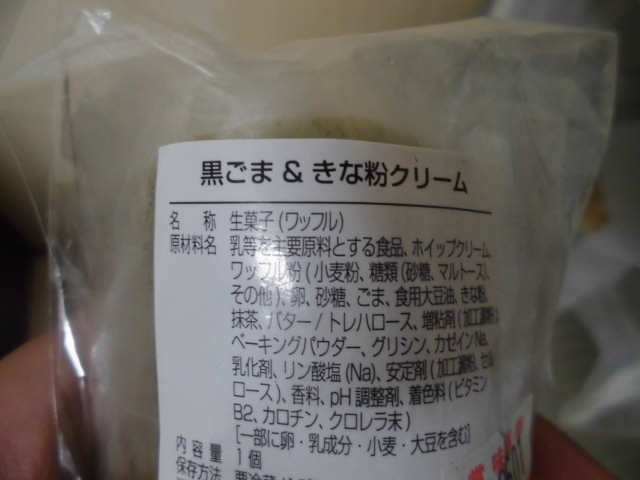 黒ごま & きな粉クリーム
名 称 生菓子(ワッフル)
原材料名 乳等を主要原料とする食品、ホイップクリーム、
ワッフル粉(小麦粉、糖類(砂糖、マルトース)、
その他)、卵、砂糖、ごま、食用大豆油、きな粉、
抹茶、バター/トレハロース、増粘剤(加工澱粉)、
ベーキングパウダー、グリシン、カゼインNa、
乳化剤、リン酸塩(Na)、安定剤(加工澱粉、セル
ロース)、香料、pH調整剤、着色料(ビタミン
B2、カロチン、クロレラ末)
[一部に卵・乳成分・小麦・大豆を含む]
内容量 1個
保存方法